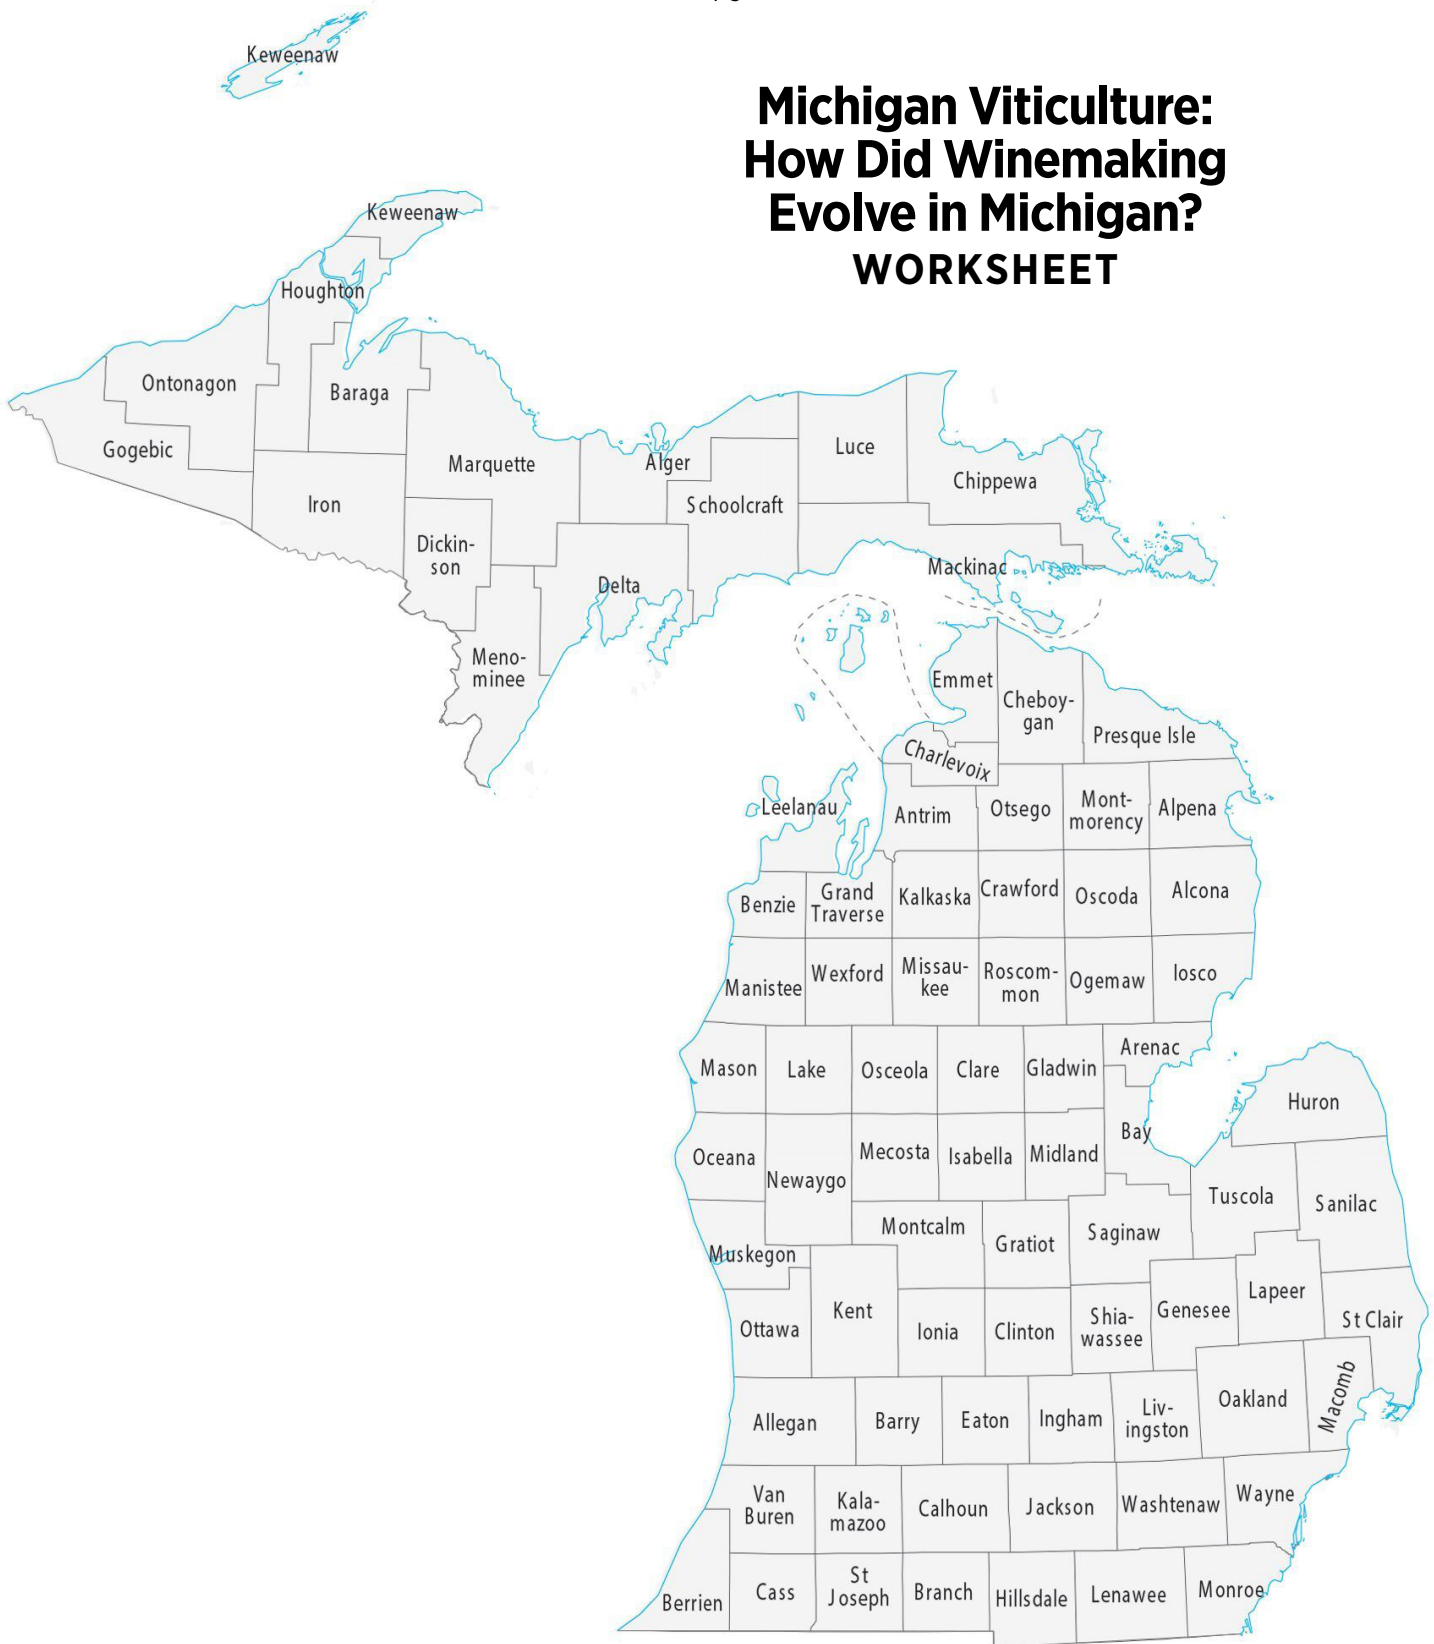 Keweenaw
Michigan Viticulture:
How Did Winemaking
Evolve in Michigan?
WORKSHEET
Keweenaw
Houghton
Ontonagon
Baraga
Gogebic
Marquette
Alger
Luce
Chippewa
Iron
Schoolcraft
Dickin-
son
Delta
Mackinac
Meno-
minee
Emmet
Cheboy-
gan
Presque Isle
Charlevoix
Leelanau
Antrim
Otsego
Mont-
morency
Alpena
Benzie
Grand
Traverse
Kalkaska
Crawford
Oscoda
Alcona
Manistee
Wexford
Missau-
kee
Roscom-
mon
Ogemaw
Iosco
Mason
Lake
Osceola
Clare
Gladwin
Arenac
Huron
Oceana
Newaygo
Mecosta
Isabella
Midland
Bay
Tuscola
Sanilac
Muskegon
Montcalm
Gratiot
Saginaw
Ottawa
Kent
Ionia
Clinton
Shia-
wassee
Genesee
Lapeer
St Clair
Allegan
Barry
Eaton
Ingham
Liv-
ingston
Oakland
Macomb
Van
Buren
Kala-
mazoo
Calhoun
Jackson
Washtenaw
Wayne
Berrien
Cass
St
Joseph
Branch
Hillsdale
Lenawee
Monroe